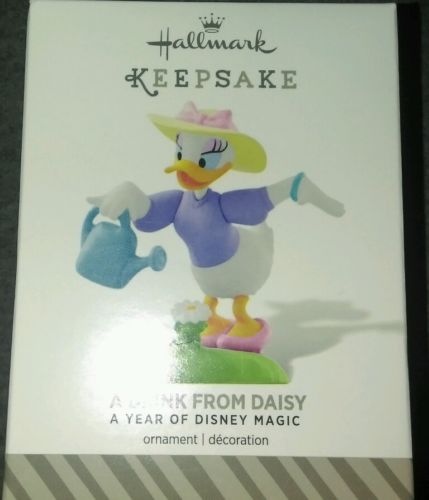 Hallmark
KEEPSAKE
A DRINK FROM DAISY
A YEAR OF DISNEY MAGIC
ornament | décoration